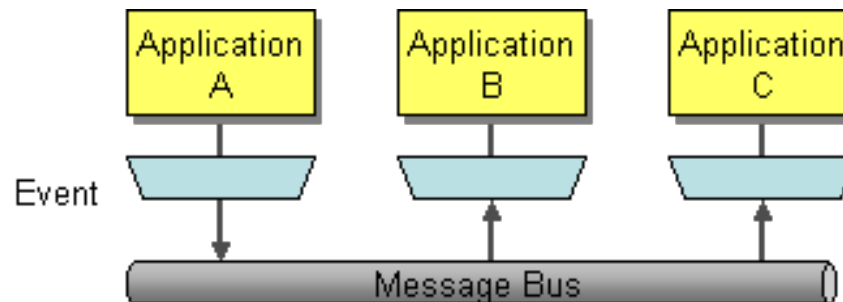 Application
A
Application
B
Application
C
Event
Message Bus